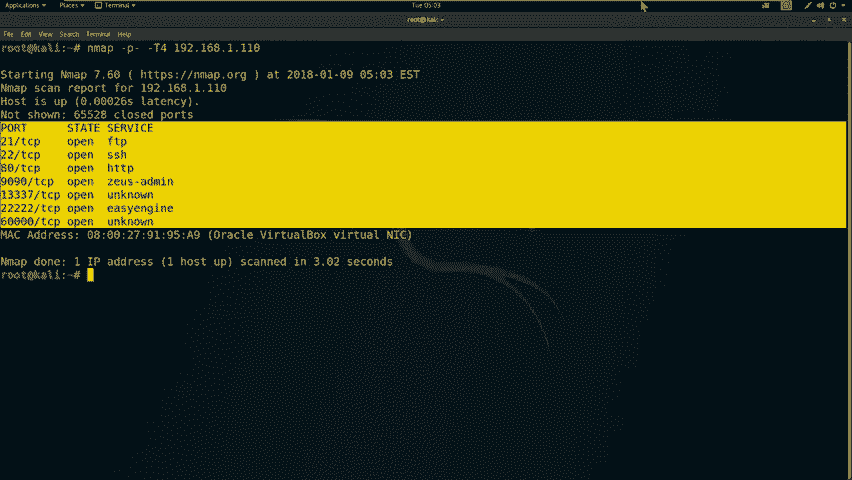 Applications Places Terminal Tue 05:03
root@kali: ~
File Edit View Search Terminal Help
root@kali:~# nmap -p- -T4 192.168.1.110
Starting Nmap 7.60 ( https://nmap.org ) at 2018-01-09 05:03 EST
Nmap scan report for 192.168.1.110
Host is up (0.00026s latency).
Not shown: 65528 closed ports
PORT STATE SERVICE
21/tcp open ftp
22/tcp open ssh
80/tcp open http
9090/tcp open zeus-admin
13337/tcp open unknown
22222/tcp open easyengine
60000/tcp open unknown
MAC Address: 08:00:27:91:95:A9 (Oracle VirtualBox virtual NIC)
Nmap done: 1 IP address (1 host up) scanned in 3.02 seconds
root@kali:~#